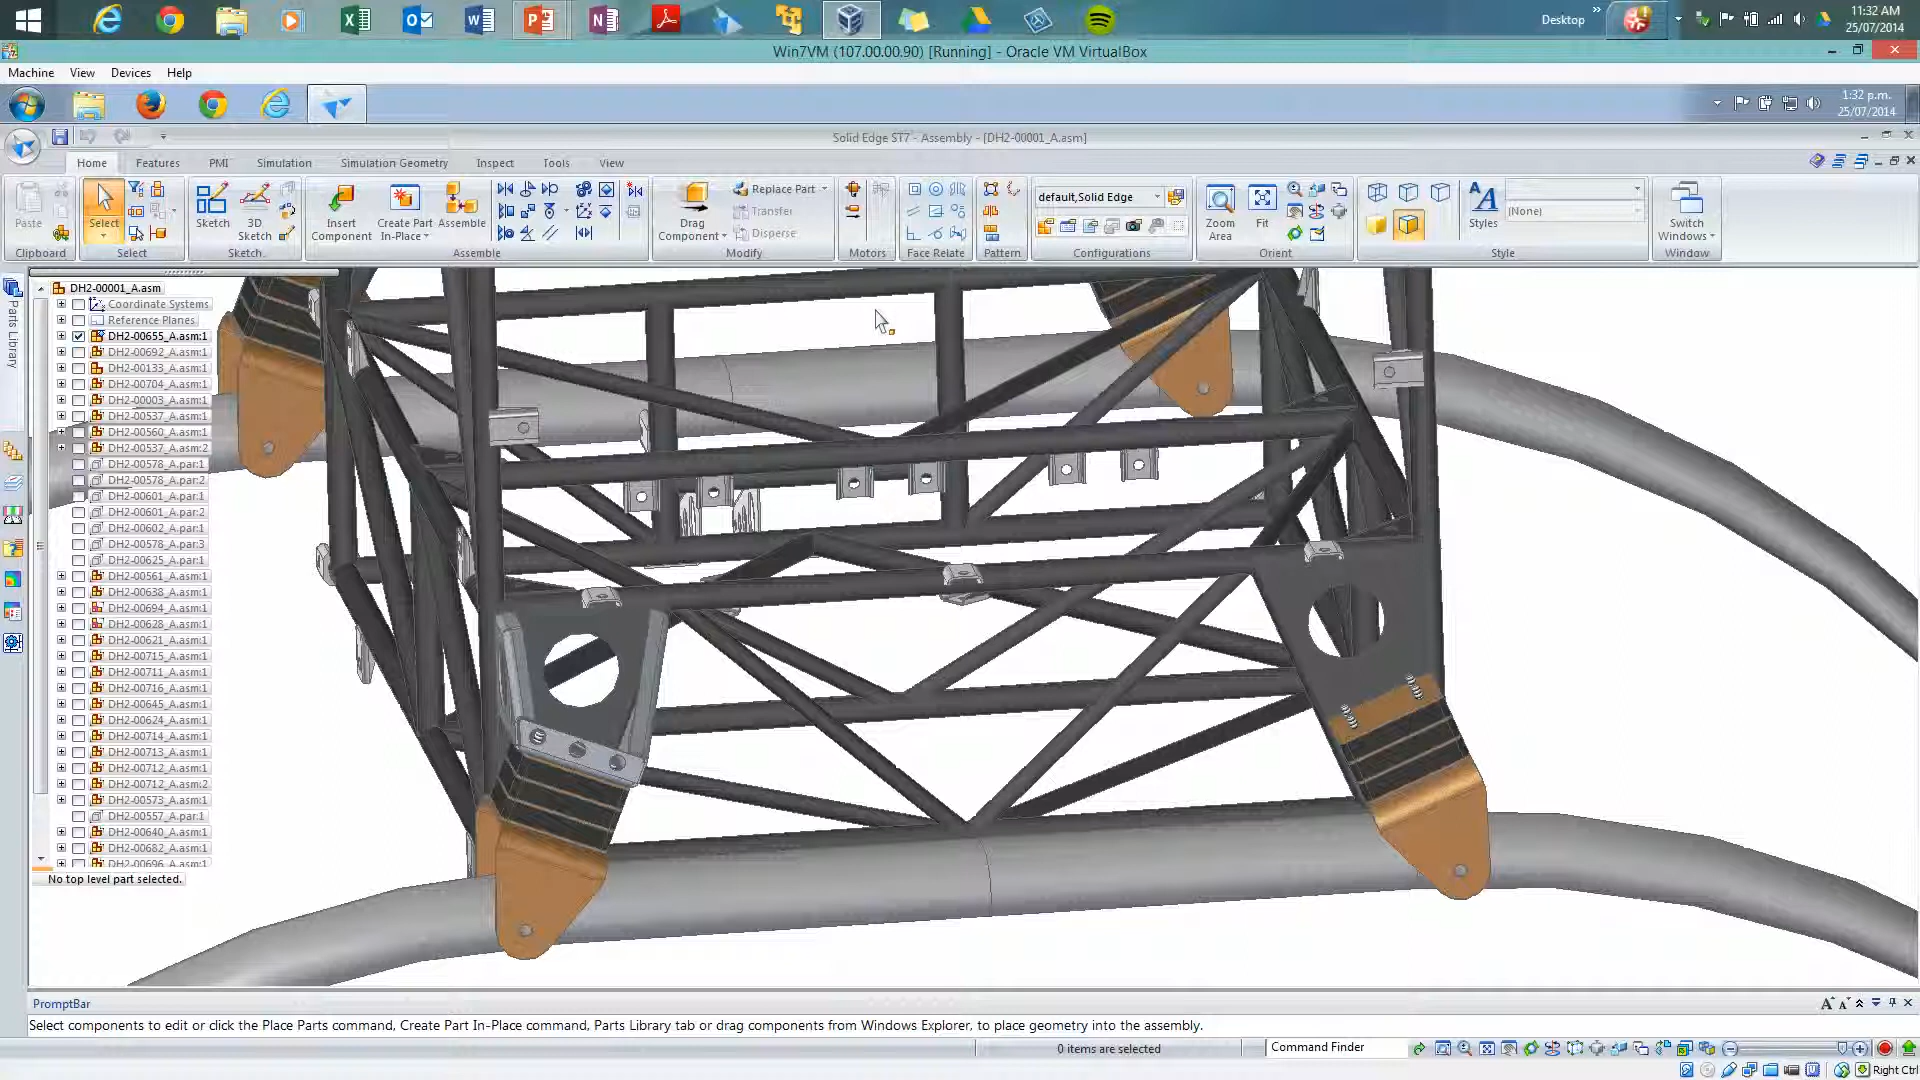 Desktop
11:32 AM
25/07/2014
Win7VM (107.00.00.90) [Running] - Oracle VM VirtualBox
Machine View Devices Help
1:32 p.m.
25/07/2014
Solid Edge ST7 - Assembly - [DH2-00001_A.asm]
Home Features PMI Simulation Simulation Geometry Inspect Tools View
Paste
Clipboard
Select
Select
Sketch
3D Sketch
Sketch
Insert Component
Create Part In-Place
Assemble
Assemble
Drag Component
Replace Part
Transfer
Disperse
Modify
Motors
Face Relate
Pattern
default,Solid Edge
Configurations
Zoom Area
Fit
Orient
Styles
(None)
Style
Switch Windows
Window
Parts Library
DH2-00001_A.asm
Coordinate Systems
Reference Planes
DH2-00655_A.asm:1
DH2-00692_A.asm:1
DH2-00133_A.asm:1
DH2-00704_A.asm:1
DH2-00003_A.asm:1
DH2-00537_A.asm:1
DH2-00560_A.asm:1
DH2-00537_A.asm:2
DH2-00578_A.par:1
DH2-00578_A.par:2
DH2-00601_A.par:1
DH2-00601_A.par:2
DH2-00602_A.par:1
DH2-00578_A.par:3
DH2-00625_A.par:1
DH2-00561_A.asm:1
DH2-00638_A.asm:1
DH2-00694_A.asm:1
DH2-00628_A.asm:1
DH2-00621_A.asm:1
DH2-00715_A.asm:1
DH2-00711_A.asm:1
DH2-00716_A.asm:1
DH2-00645_A.asm:1
DH2-00624_A.asm:1
DH2-00714_A.asm:1
DH2-00713_A.asm:1
DH2-00712_A.asm:1
DH2-00712_A.asm:2
DH2-00573_A.asm:1
DH2-00557_A.par:1
DH2-00640_A.asm:1
DH2-00682_A.asm:1
DH2-00696_A.asm:1
No top level part selected.
PromptBar
Select components to edit or click the Place Parts command, Create Part In-Place command, Parts Library tab or drag components from Windows Explorer, to place geometry into the assembly.
0 items are selected
Command Finder
Right Ctrl